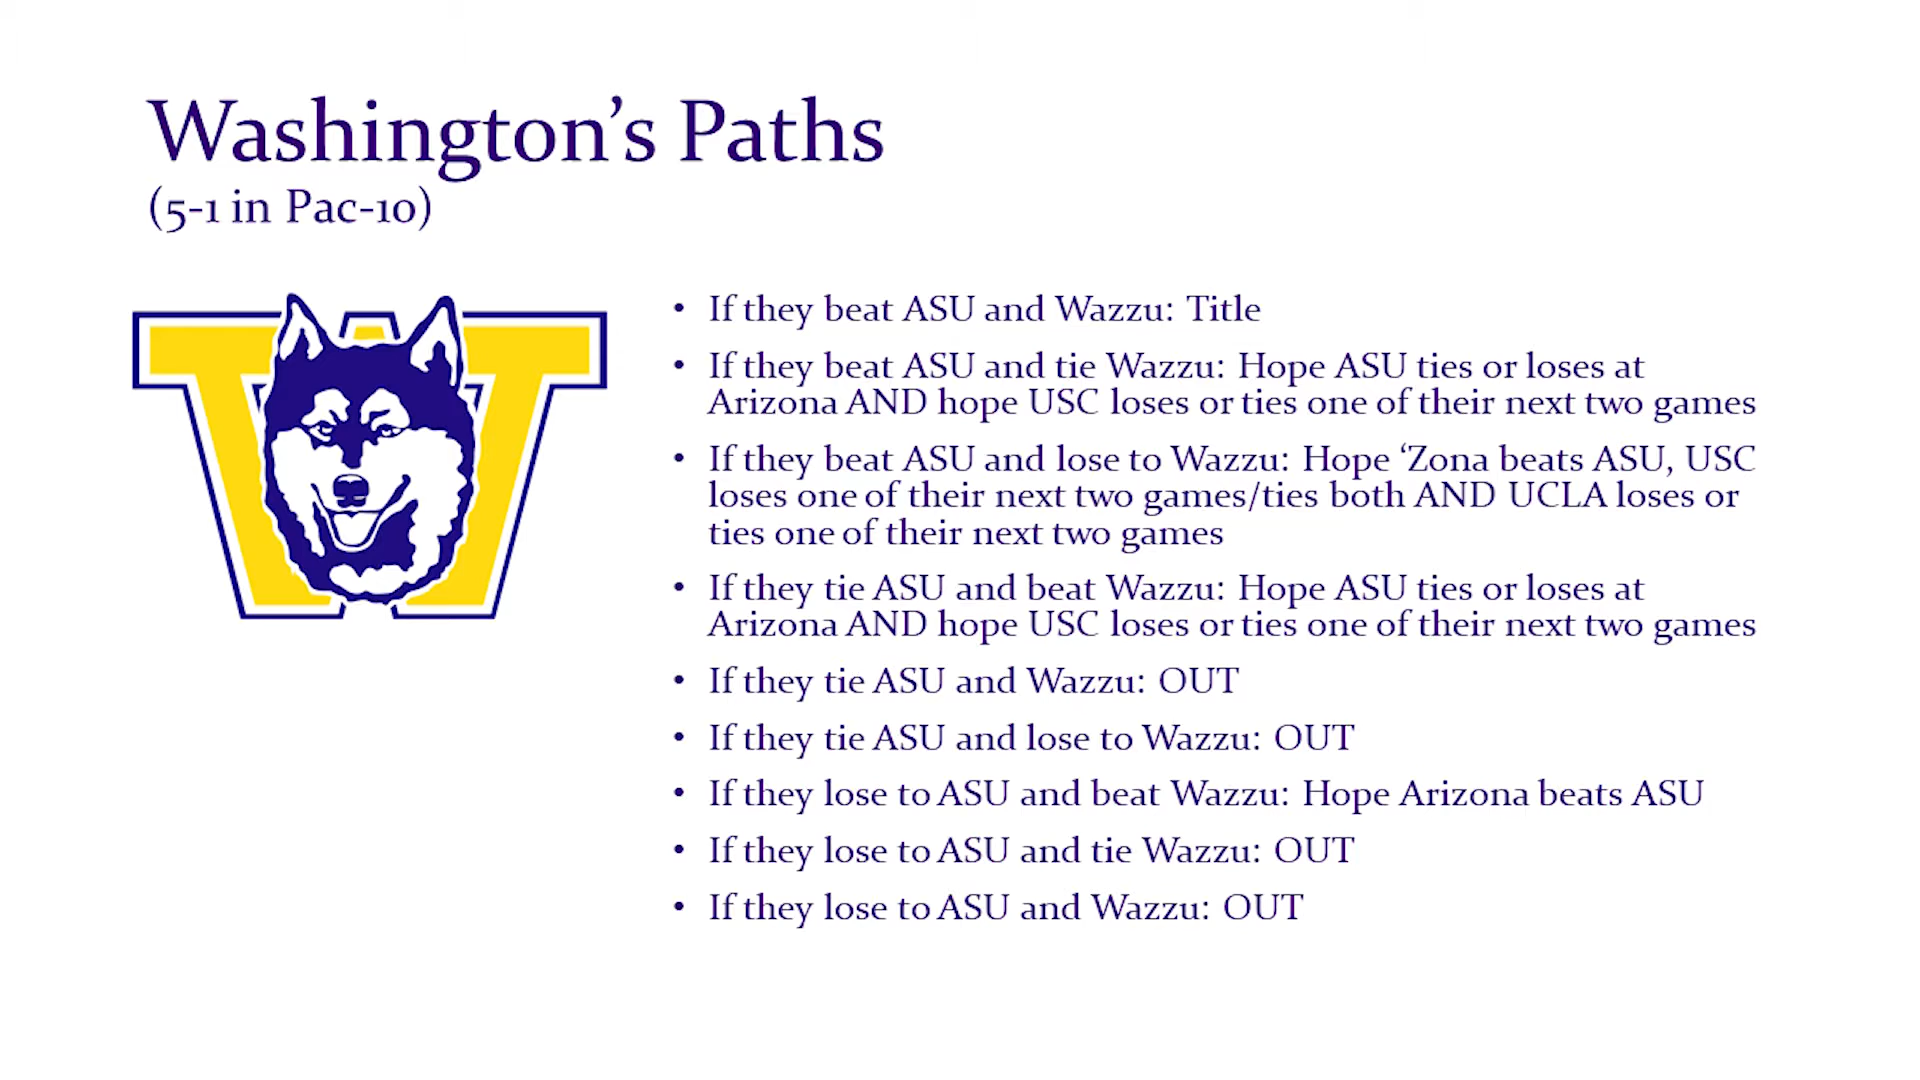 Washington’s Paths
(5-1 in Pac-10)
• If they beat ASU and Wazzu: Title
• If they beat ASU and tie Wazzu: Hope ASU ties or loses at
Arizona AND hope USC loses or ties one of their next two games
• If they beat ASU and lose to Wazzu: Hope ‘Zona beats ASU, USC
loses one of their next two games/ties both AND UCLA loses or
ties one of their next two games
• If they tie ASU and beat Wazzu: Hope ASU ties or loses at
Arizona AND hope USC loses or ties one of their next two games
• If they tie ASU and Wazzu: OUT
• If they tie ASU and lose to Wazzu: OUT
• If they lose to ASU and beat Wazzu: Hope Arizona beats ASU
• If they lose to ASU and tie Wazzu: OUT
• If they lose to ASU and Wazzu: OUT